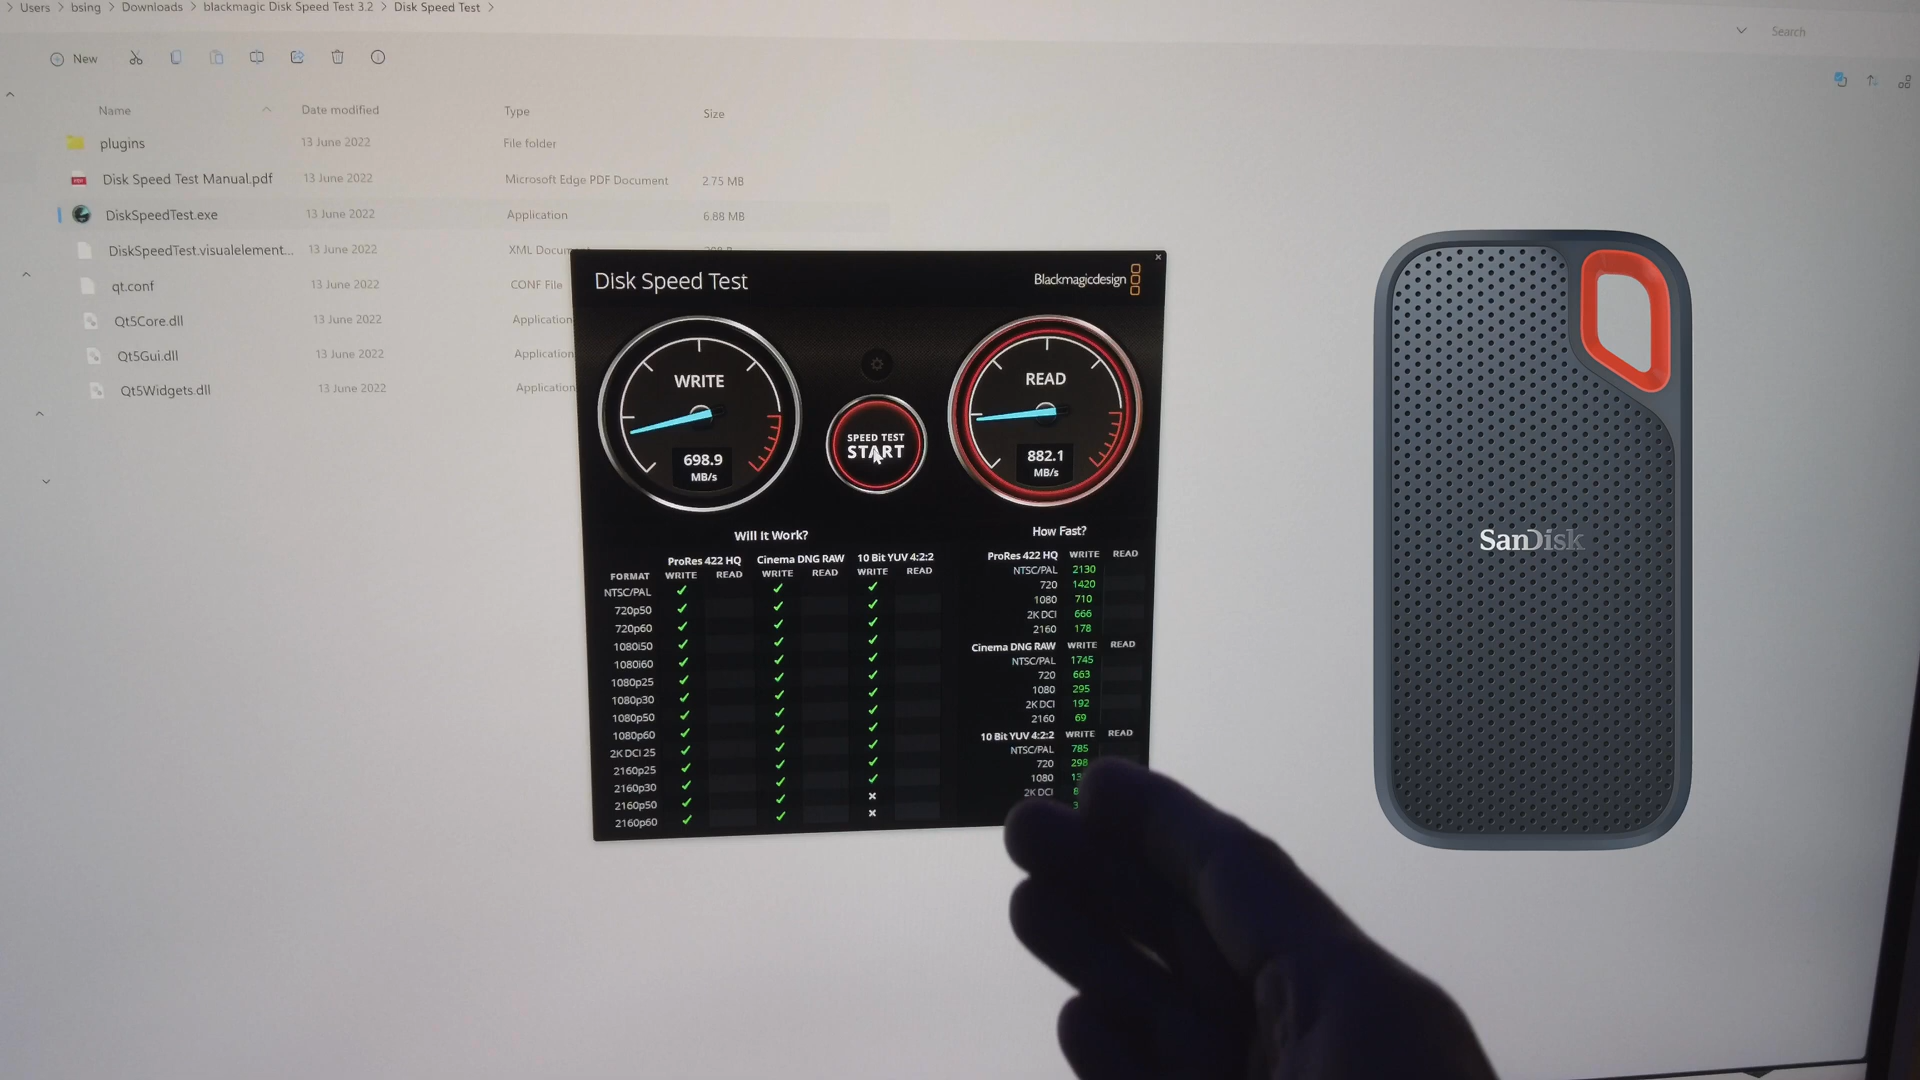 > Users > bsing > Downloads > blackmagic Disk Speed Test 3.2 > Disk Speed Test >
Search
New
Name Date modified Type Size
plugins 13 June 2022 File folder
Disk Speed Test Manual.pdf 13 June 2022 Microsoft Edge PDF Document 2.75 MB
DiskSpeedTest.exe 13 June 2022 Application 6.88 MB
DiskSpeedTest.visualelement... 13 June 2022 XML Docum
qt.conf 13 June 2022 CONF File
Qt5Core.dll 13 June 2022 Application
Qt5Gui.dll 13 June 2022 Application
Qt5Widgets.dll 13 June 2022 Application
Disk Speed Test Blackmagicdesign
WRITE
698.9
MB/s
SPEED TEST
START
READ
882.1
MB/s
Will It Work?
ProRes 422 HQ Cinema DNG RAW 10 Bit YUV 4:2:2
FORMAT WRITE READ WRITE READ WRITE READ
NTSC/PAL ✓ ✓ ✓
720p50 ✓ ✓ ✓
720p60 ✓ ✓ ✓
1080i50 ✓ ✓ ✓
1080i60 ✓ ✓ ✓
1080p25 ✓ ✓ ✓
1080p30 ✓ ✓ ✓
1080p50 ✓ ✓ ✓
1080p60 ✓ ✓ ✓
2K DCI 25 ✓ ✓ ✓
2160p25 ✓ ✓ ✓
2160p30 ✓ ✓ ✓
2160p50 ✓ ✓ ×
2160p60 ✓ ✓ ×
How Fast?
ProRes 422 HQ WRITE READ
NTSC/PAL 2130
720 1420
1080 710
2K DCI 666
2160 178
Cinema DNG RAW WRITE READ
NTSC/PAL 1745
720 663
1080 295
2K DCI 192
2160 69
10 Bit YUV 4:2:2 WRITE READ
NTSC/PAL 785
720 298
1080
2K DCI
SanDisk